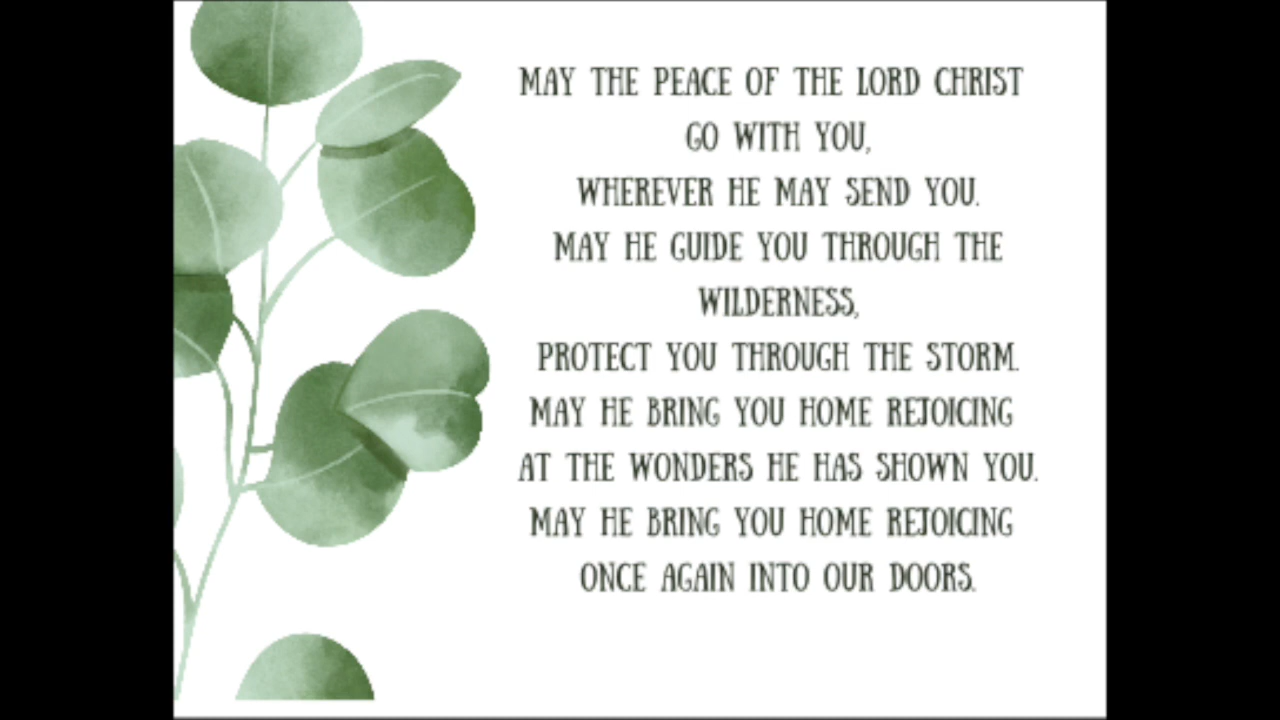 MAY THE PEACE OF THE LORD CHRIST
GO WITH YOU,
WHEREVER HE MAY SEND YOU.
MAY HE GUIDE YOU THROUGH THE
WILDERNESS,
PROTECT YOU THROUGH THE STORM.
MAY HE BRING YOU HOME REJOICING
AT THE WONDERS HE HAS SHOWN YOU.
MAY HE BRING YOU HOME REJOICING
ONCE AGAIN INTO OUR DOORS.